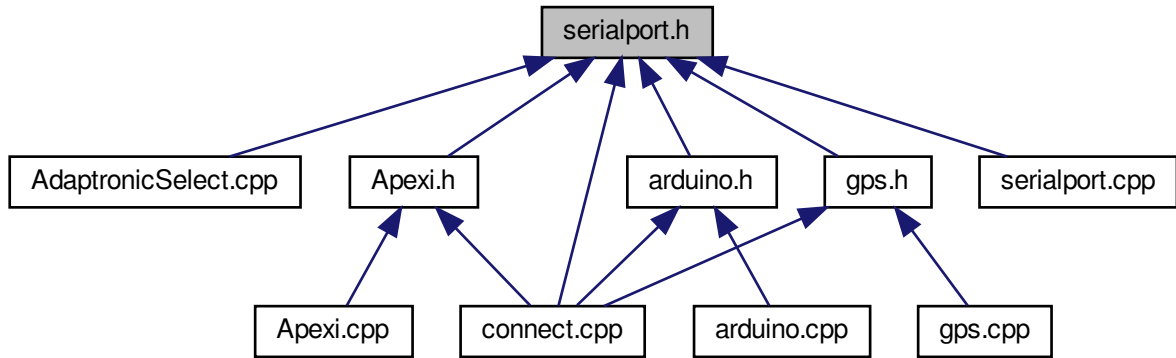 serialport.h
AdaptronicSelect.cpp
Apexi.h
arduino.h
gps.h
serialport.cpp
Apexi.cpp
connect.cpp
arduino.cpp
gps.cpp